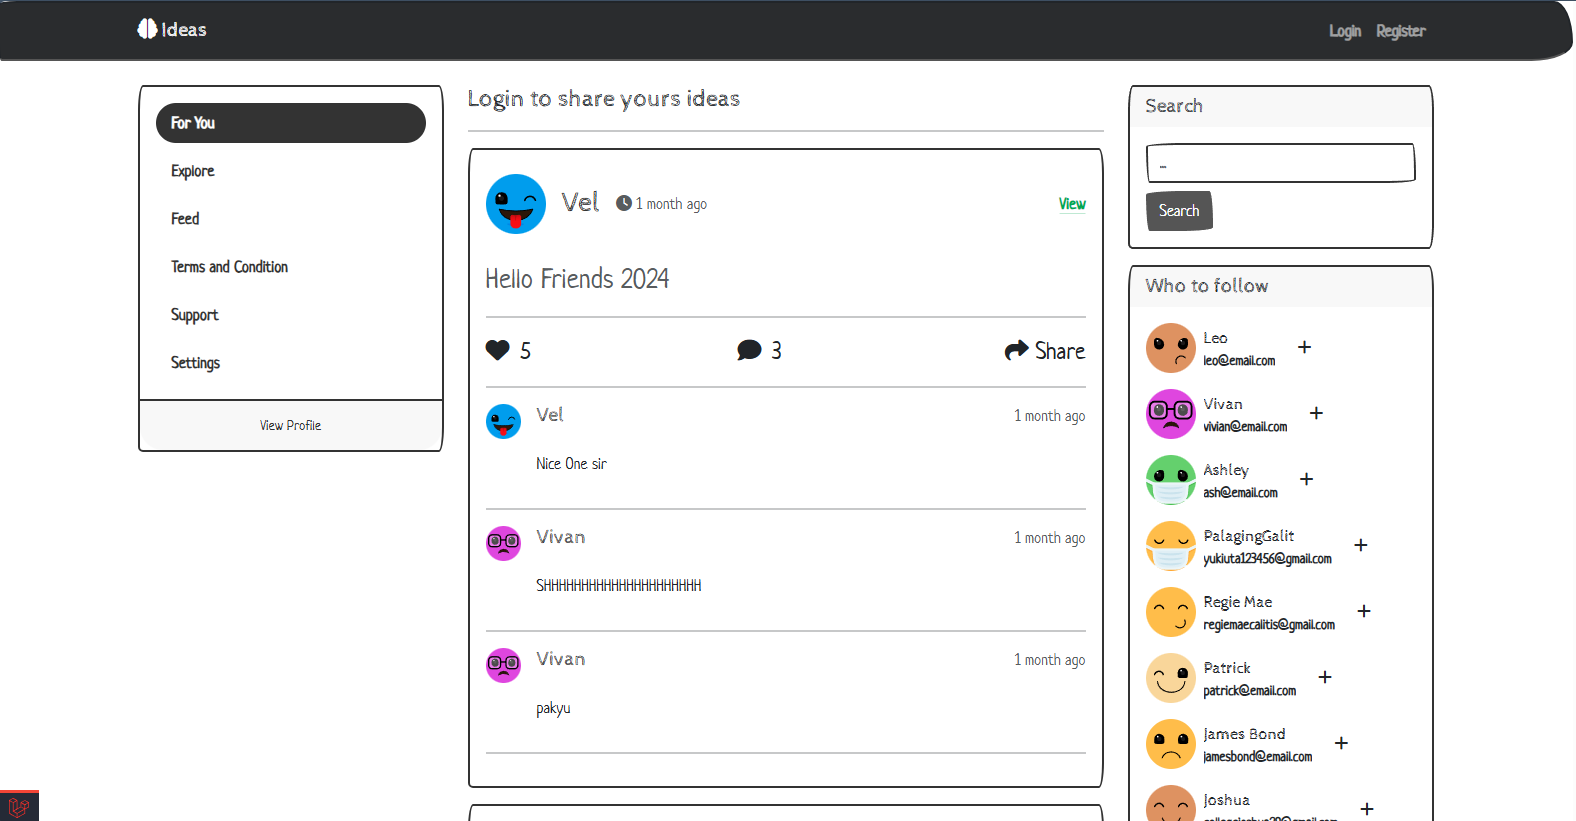 Ideas
Login Register
For You
Explore
Feed
Terms and Condition
Support
Settings
View Profile
Login to share yours ideas
Vel 1 month ago View
Hello Friends 2024
5 3 Share
Vel 1 month ago
Nice One sir
Vivan 1 month ago
SHHHHHHHHHHHHHHHHHHHHH
Vivan 1 month ago
pakyu
Search
...
Search
Who to follow
Leo
leo@email.com
Vivan
vivian@email.com
Ashley
ash@email.com
PalagingGalit
yukiuta123456@gmail.com
Regie Mae
regiemaecalitis@gmail.com
Patrick
patrick@email.com
James Bond
jamesbond@email.com
Joshua